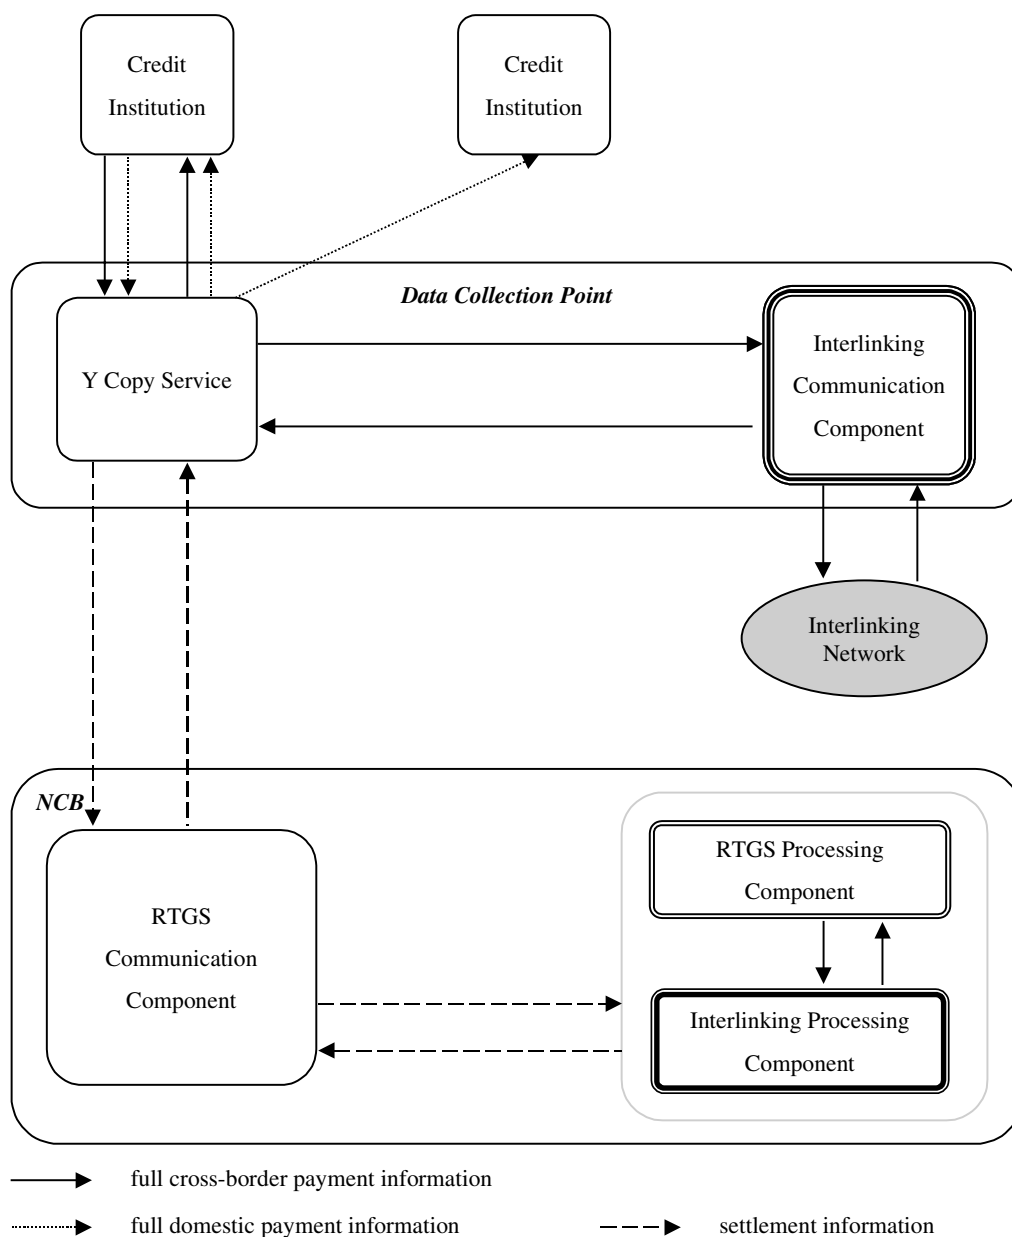 Credit
Institution
Credit
Institution
Data Collection Point
Y Copy Service
Interlinking
Communication
Component
Interlinking
Network
NCB
RTGS
Communication
Component
RTGS Processing
Component
Interlinking Processing
Component
full cross-border payment information
full domestic payment information
settlement information